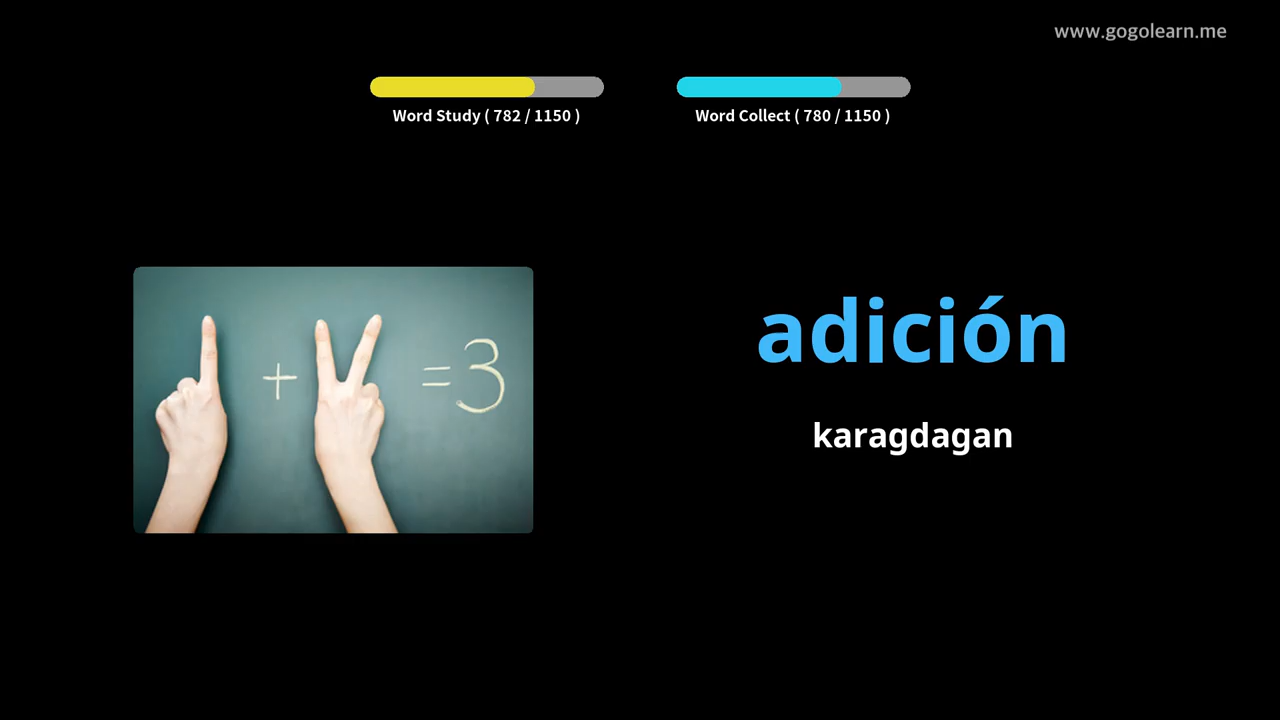 www.gogolearn.me
Word Study ( 782 / 1150 )
Word Collect ( 780 / 1150 )
+ = 3
adición
karagdagan